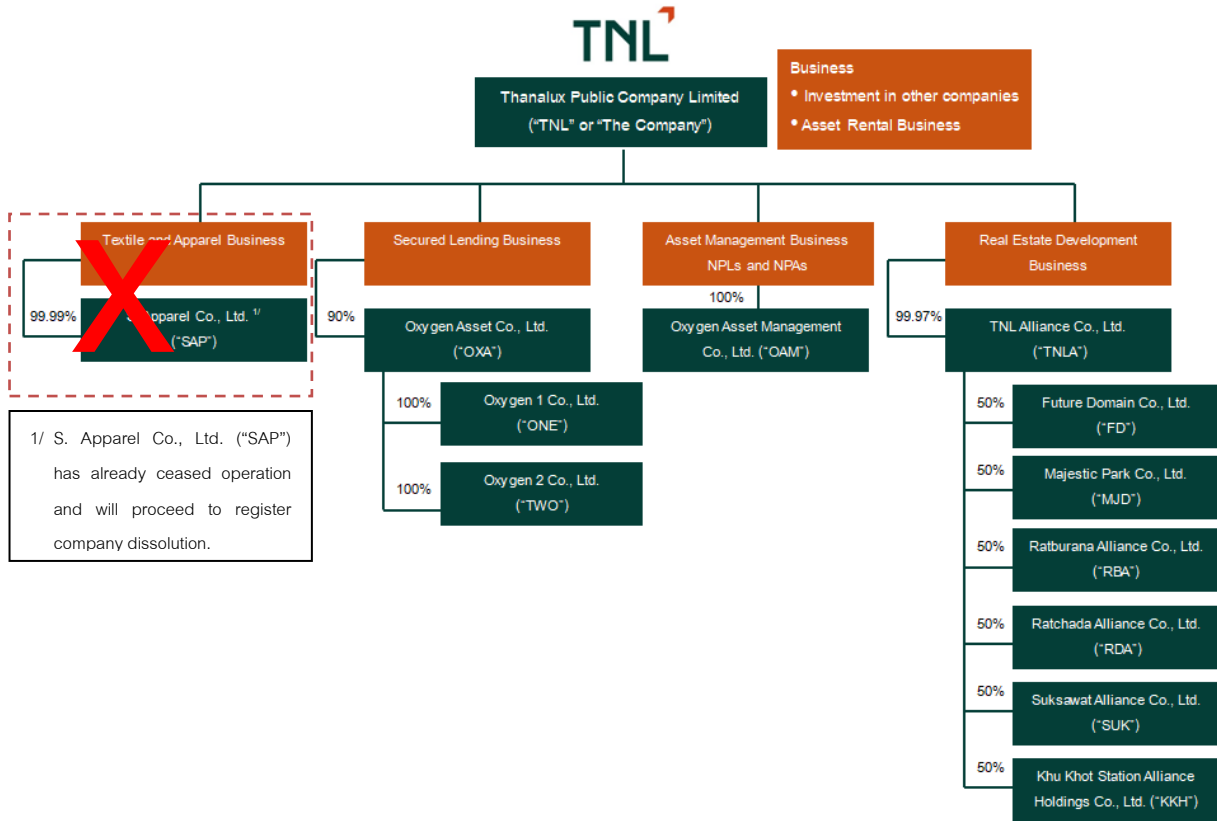 TNL
Thanalux Public Company Limited
("TNL" or "The Company")
Business
• Investment in other companies
• Asset Rental Business
Textile and Apparel Business
99.99%
Apparel Co., Ltd. 1/
("SAP")
1/ S. Apparel Co., Ltd. ("SAP")
has already ceased operation
and will proceed to register
company dissolution.
Secured Lending Business
90%
Oxygen Asset Co., Ltd.
("OXA")
100%
Oxygen 1 Co., Ltd.
("ONE")
100%
Oxygen 2 Co., Ltd.
("TWO")
Asset Management Business
NPLs and NPAs
100%
Oxygen Asset Management
Co., Ltd. ("OAM")
Real Estate Development
Business
99.97%
TNL Alliance Co., Ltd.
("TNLA")
50%
Future Domain Co., Ltd.
("FD")
50%
Majestic Park Co., Ltd.
("MJD")
50%
Ratburana Alliance Co., Ltd.
("RBA")
50%
Ratchada Alliance Co., Ltd.
("RDA")
50%
Suksawat Alliance Co., Ltd.
("SUK")
50%
Khu Khot Station Alliance
Holdings Co., Ltd. ("KKH")